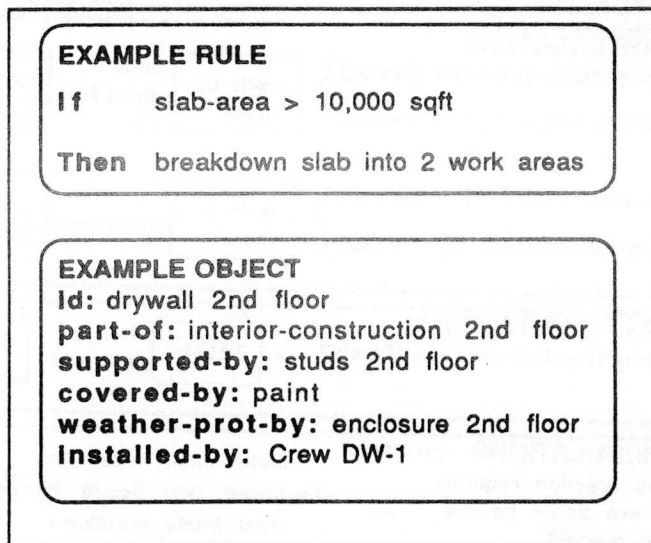 EXAMPLE RULE
If slab-area > 10,000 sqft
Then breakdown slab into 2 work areas
EXAMPLE OBJECT
Id: drywall 2nd floor
part-of: interior-construction 2nd floor
supported-by: studs 2nd floor
covered-by: paint
weather-prot-by: enclosure 2nd floor
Installed-by: Crew DW-1